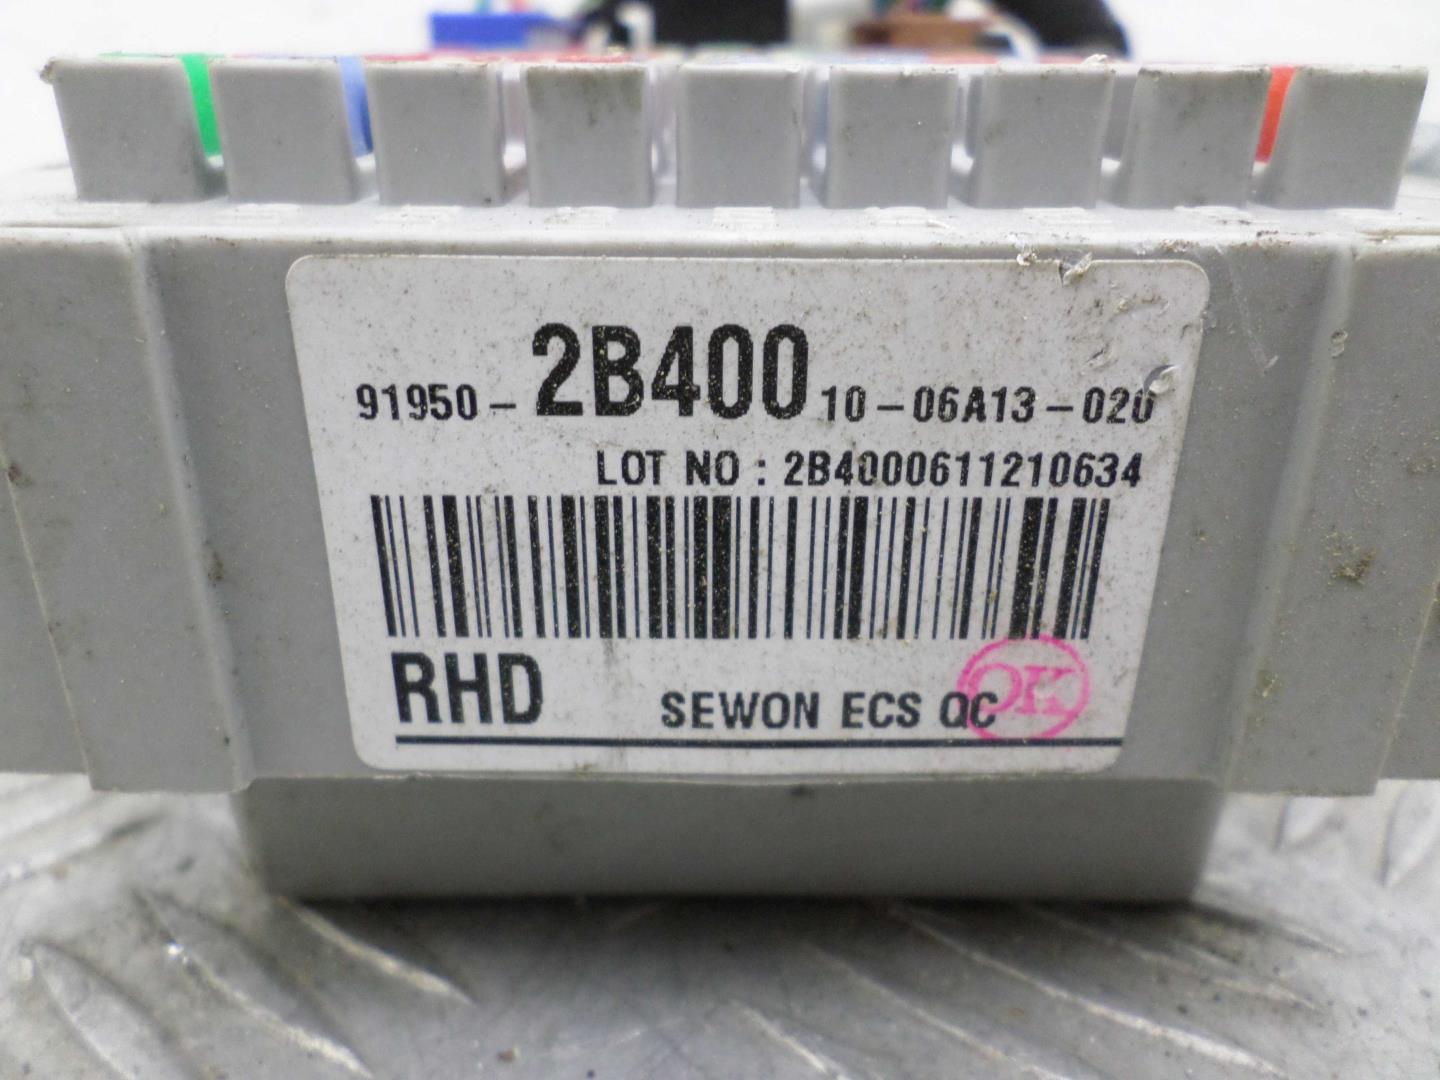 91950 - 2B400 10 - 06A13 - 020
LOT NO : 2B4000611210634
RHD SEWON ECS QC OK